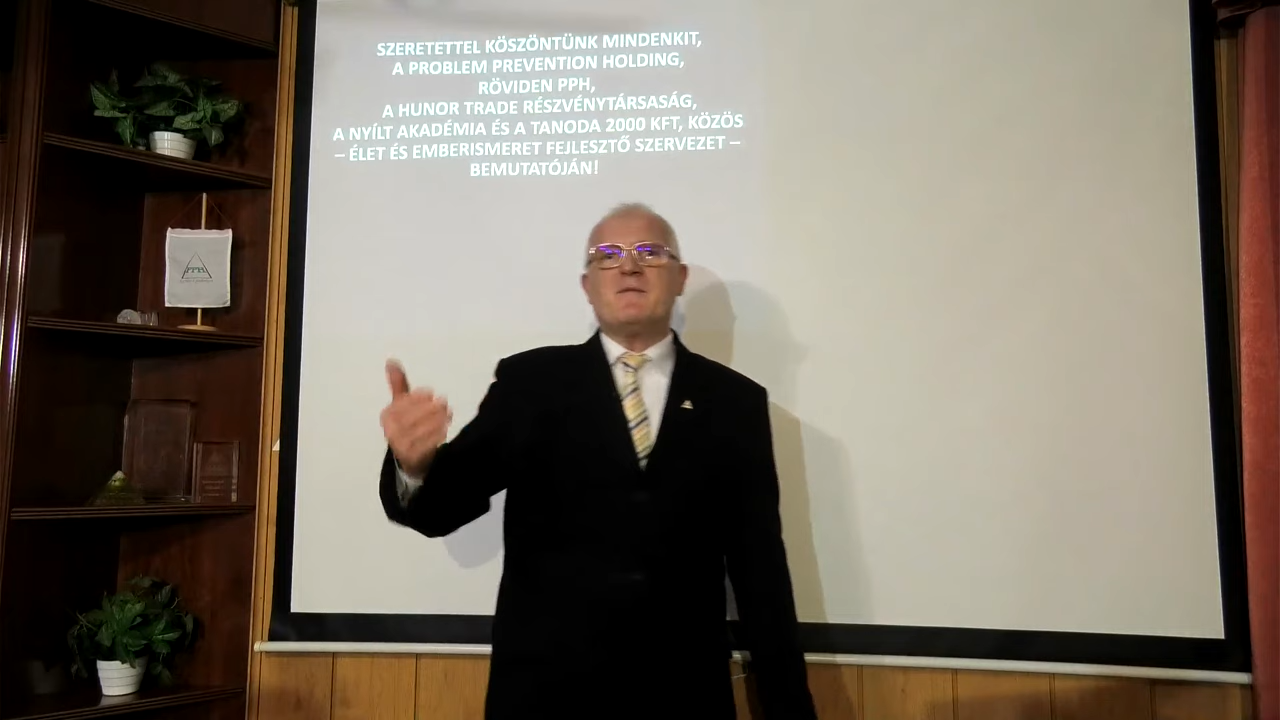 SZERETETTEL KÖSZÖNTÜNK MINDENKIT,
A PROBLEM PREVENTION HOLDING,
RÖVIDEN PPH,
A HUNOR TRADE RÉSZVÉNYTÁRSASÁG,
A NYÍLT AKADÉMIA ÉS A TANODA 2000 KFT, KÖZÖS
– ÉLET ÉS EMBERISMERET FEJLESZTŐ SZERVEZET –
BEMUTATÓJÁN!
PPH